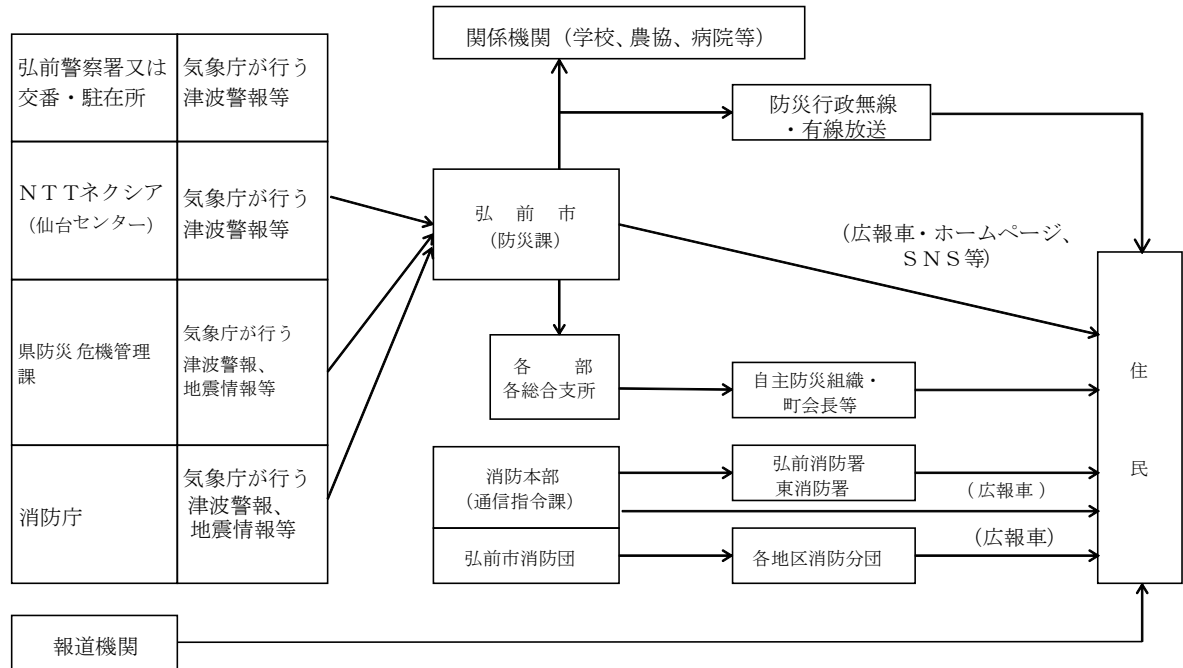 関係機関（学校、農協、病院等）
弘前警察署又は
交番・駐在所
気象庁が行う
津波警報等
防災行政無線
・有線放送
ＮＴＴネクシア
(仙台センター)
気象庁が行う
津波警報等
弘　前　市
(防災課)
(広報車・ホームページ、
ＳＮＳ等)
県防災危機管理
課
気象庁が行う
津波警報、
地震情報等
各　　部
各総合支所
自主防災組織・
町会長等
住
民
消防庁
気象庁が行う
津波警報、
地震情報等
消防本部
(通信指令課)
弘前消防署
東消防署
(広報車)
弘前市消防団
各地区消防分団
(広報車)
報道機関